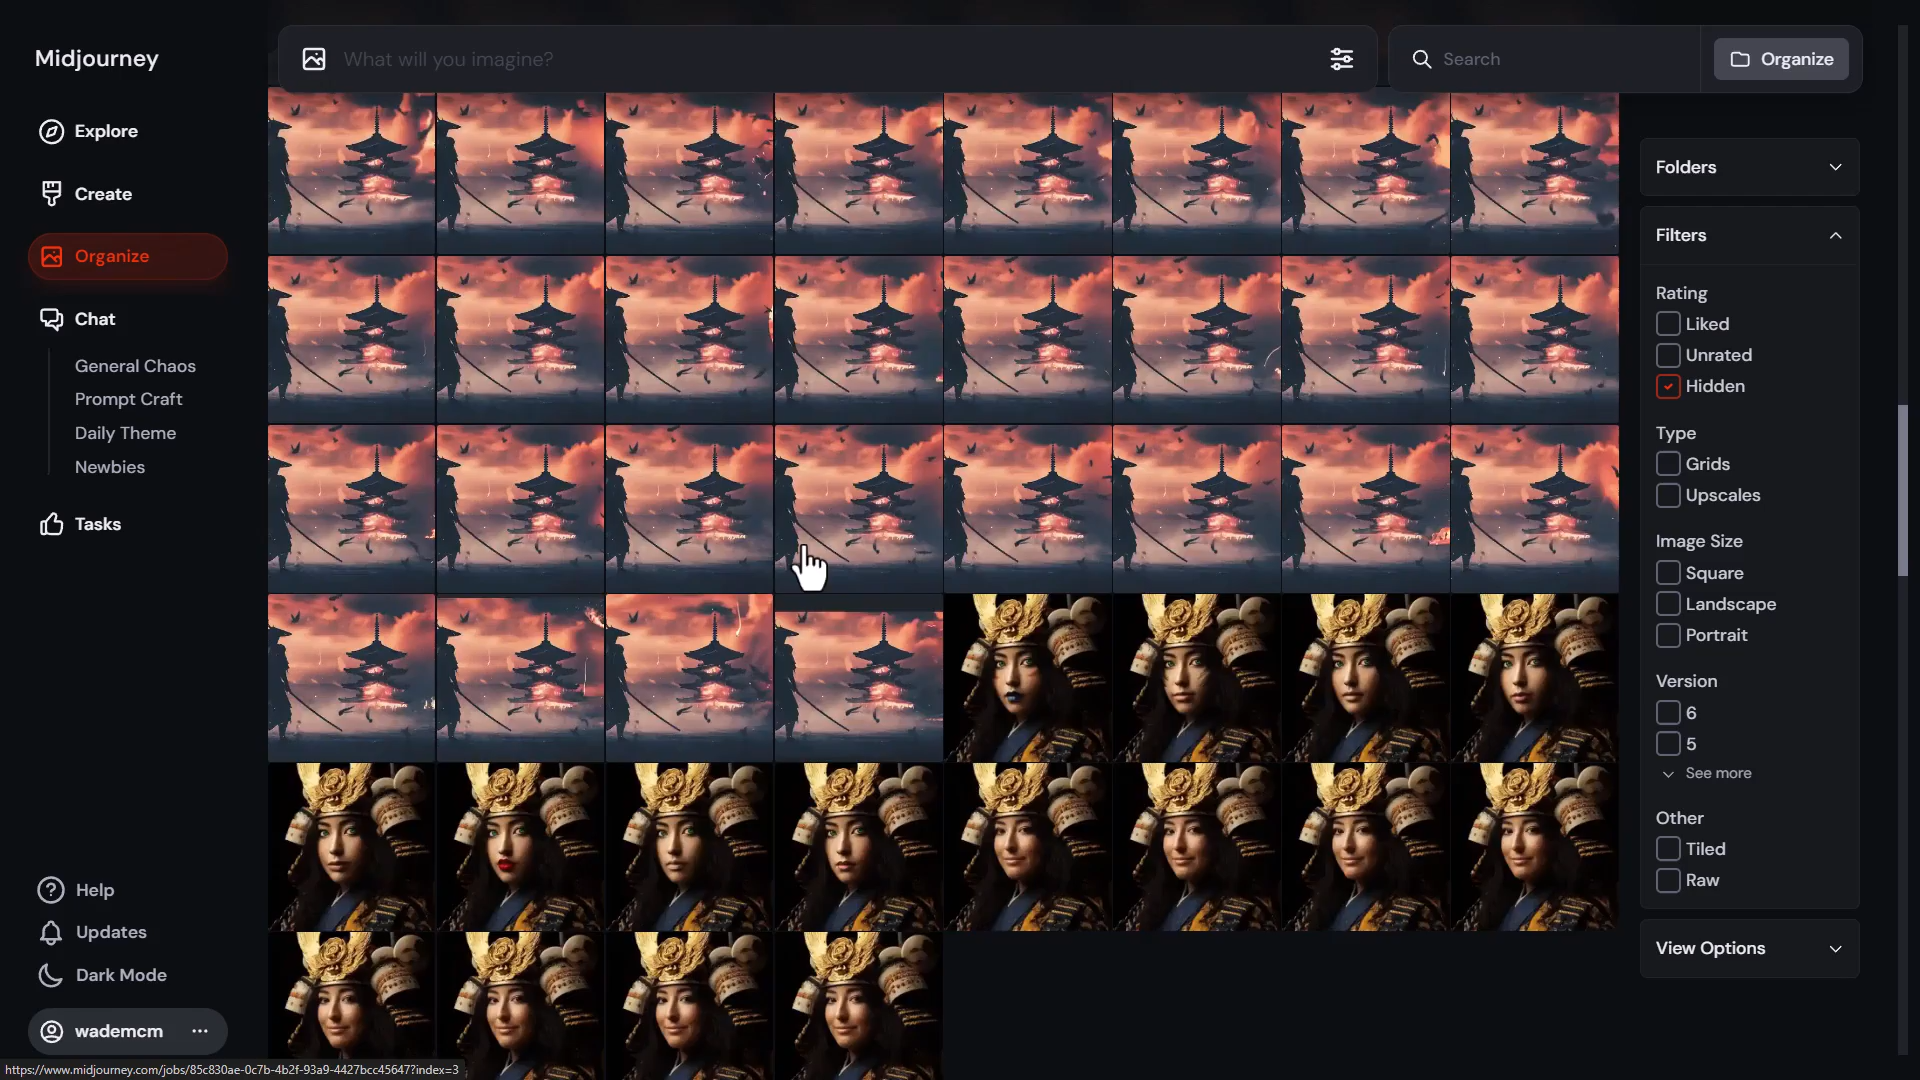 Midjourney
What will you imagine?
Search
Organize
Explore
Create
Organize
Chat
General Chaos
Prompt Craft
Daily Theme
Newbies
Tasks
Folders
Filters
Rating
Liked
Unrated
Hidden
Type
Grids
Upscales
Image Size
Square
Landscape
Portrait
Version
6
5
See more
Other
Tiled
Raw
View Options
Help
Updates
Dark Mode
wademcm
https://www.midjourney.com/jobs/85c830ae-0c7b-4b2f-93a9-4427bcc45647?index=3